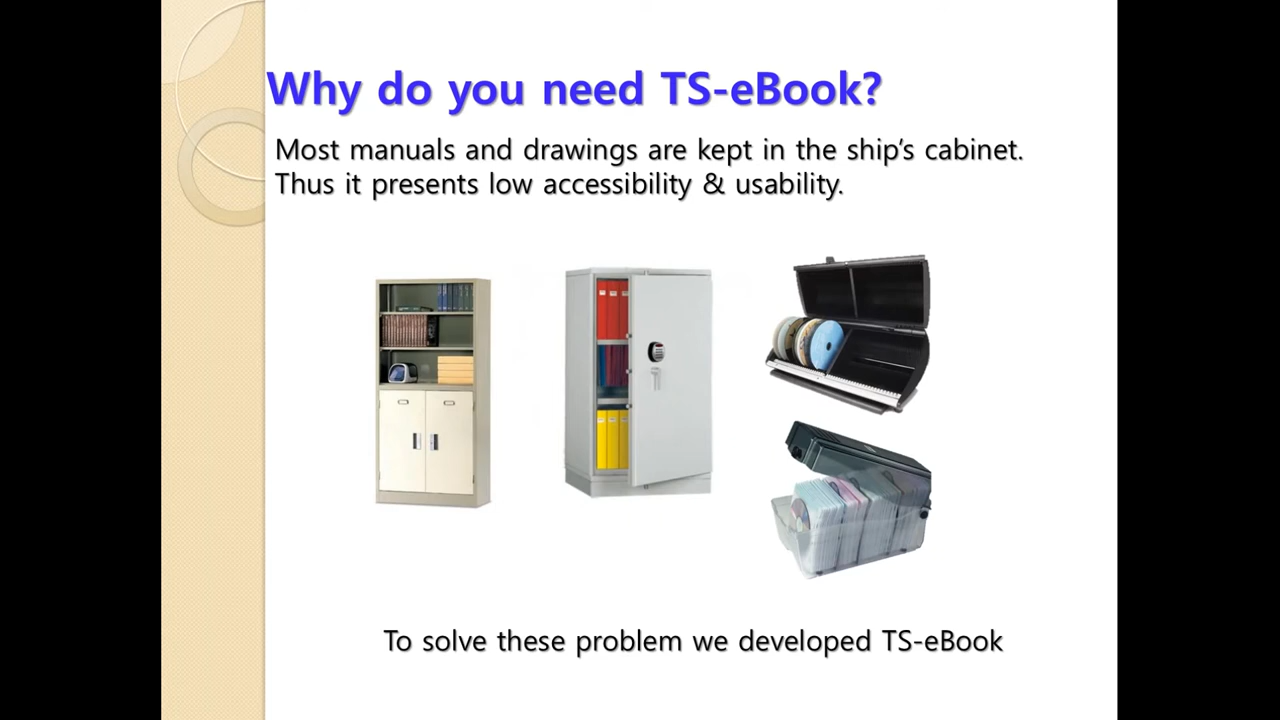 Why do you need TS-eBook?
Most manuals and drawings are kept in the ship’s cabinet.
Thus it presents low accessibility & usability.
To solve these problem we developed TS-eBook